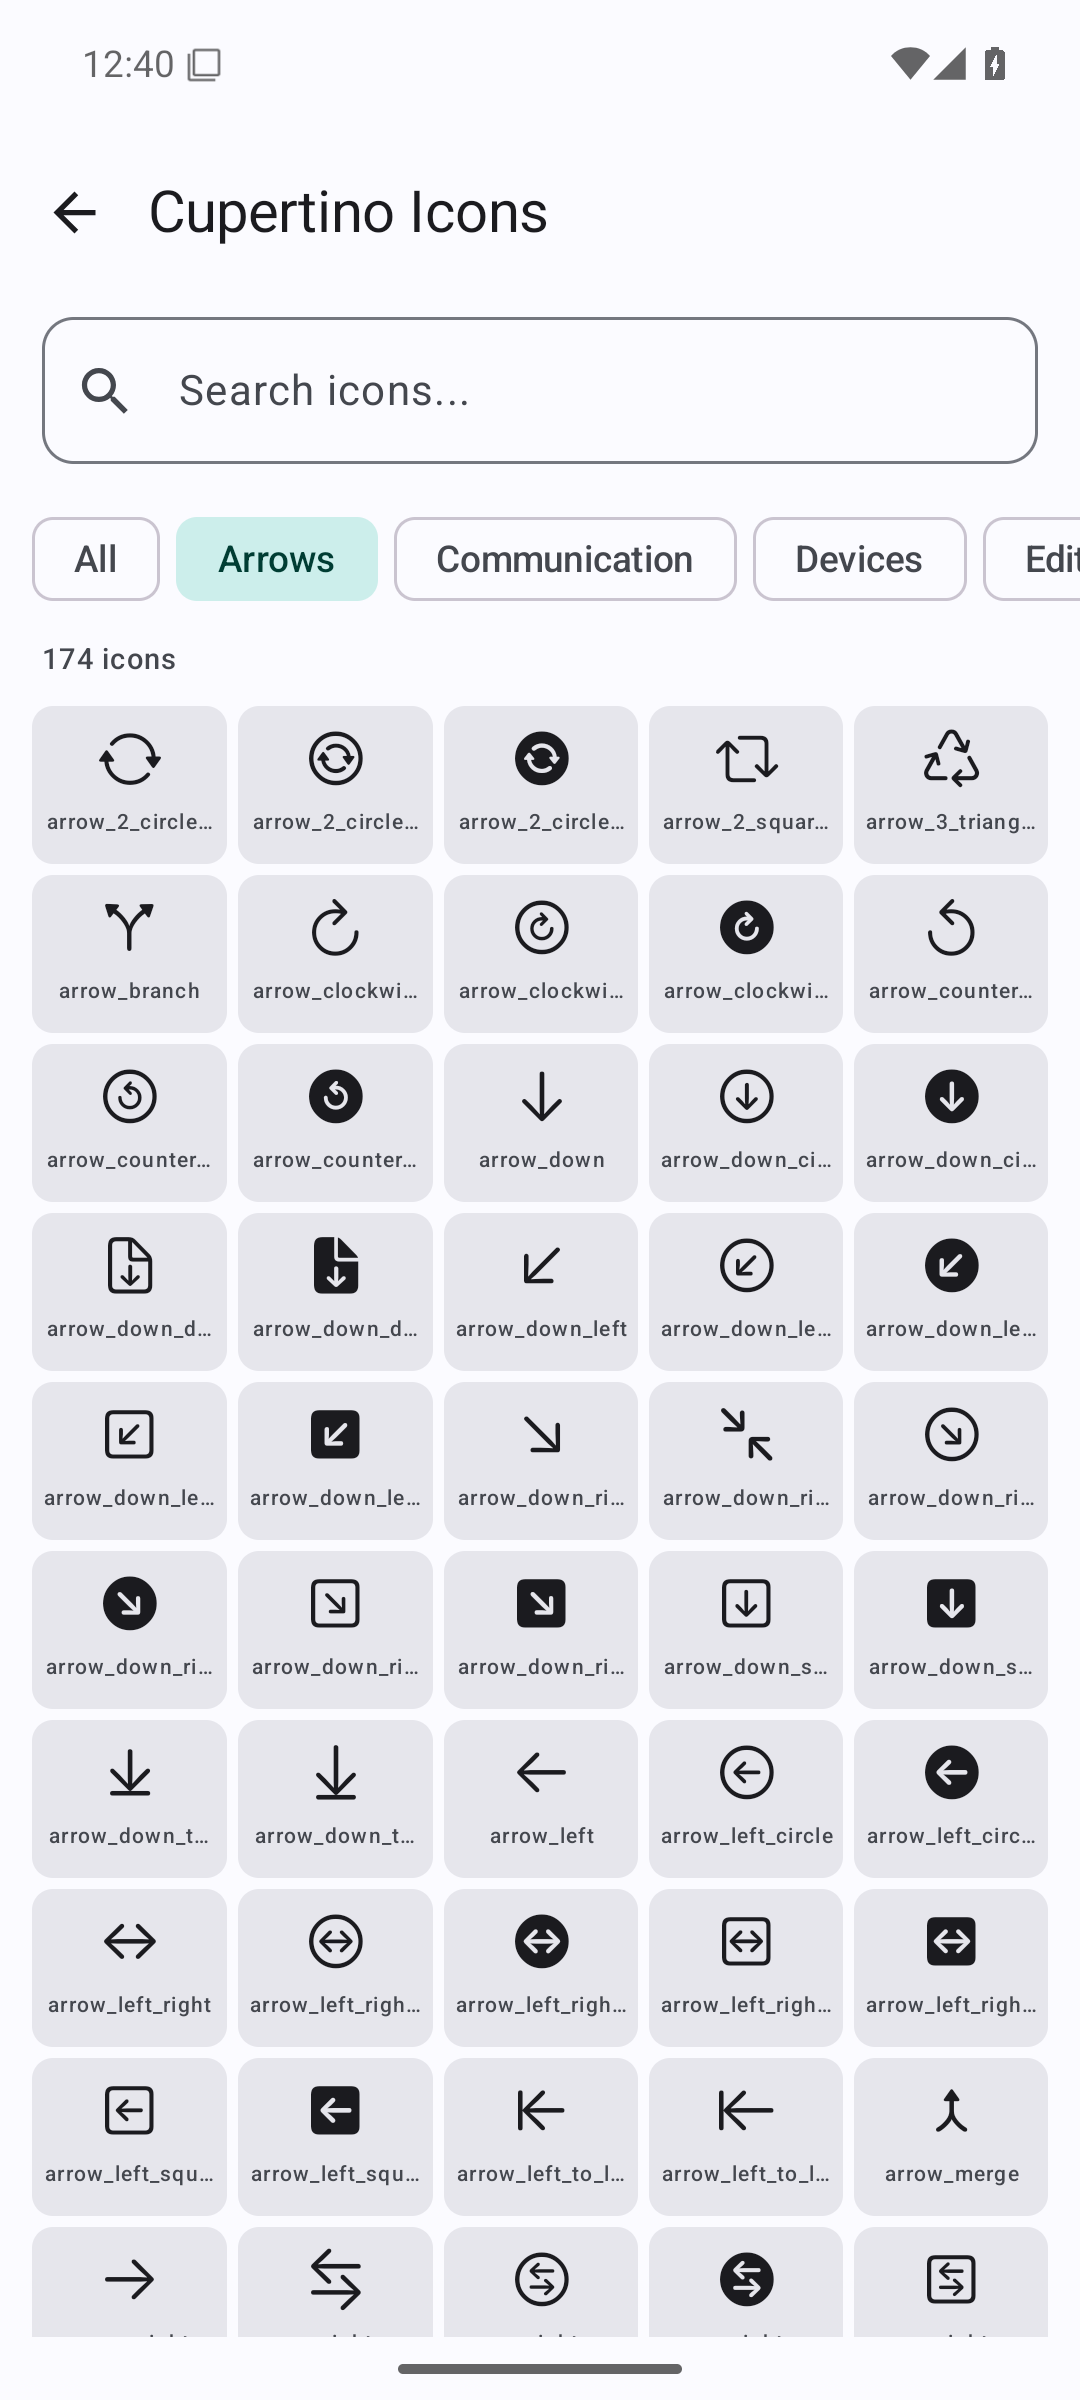 12:40
Cupertino Icons
Search icons...
All Arrows Communication Devices Edit
174 icons
arrow_2_circle... arrow_2_circle... arrow_2_circle... arrow_2_squar... arrow_3_triang...
arrow_branch arrow_clockwi... arrow_clockwi... arrow_clockwi... arrow_counter...
arrow_counter... arrow_counter... arrow_down arrow_down_ci... arrow_down_ci...
arrow_down_d... arrow_down_d... arrow_down_left arrow_down_le... arrow_down_le...
arrow_down_le... arrow_down_le... arrow_down_ri... arrow_down_ri... arrow_down_ri...
arrow_down_ri... arrow_down_ri... arrow_down_ri... arrow_down_s... arrow_down_s...
arrow_down_t... arrow_down_t... arrow_left arrow_left_circle arrow_left_circ...
arrow_left_right arrow_left_righ... arrow_left_righ... arrow_left_righ... arrow_left_righ...
arrow_left_squ... arrow_left_squ... arrow_left_to_l... arrow_left_to_l... arrow_merge